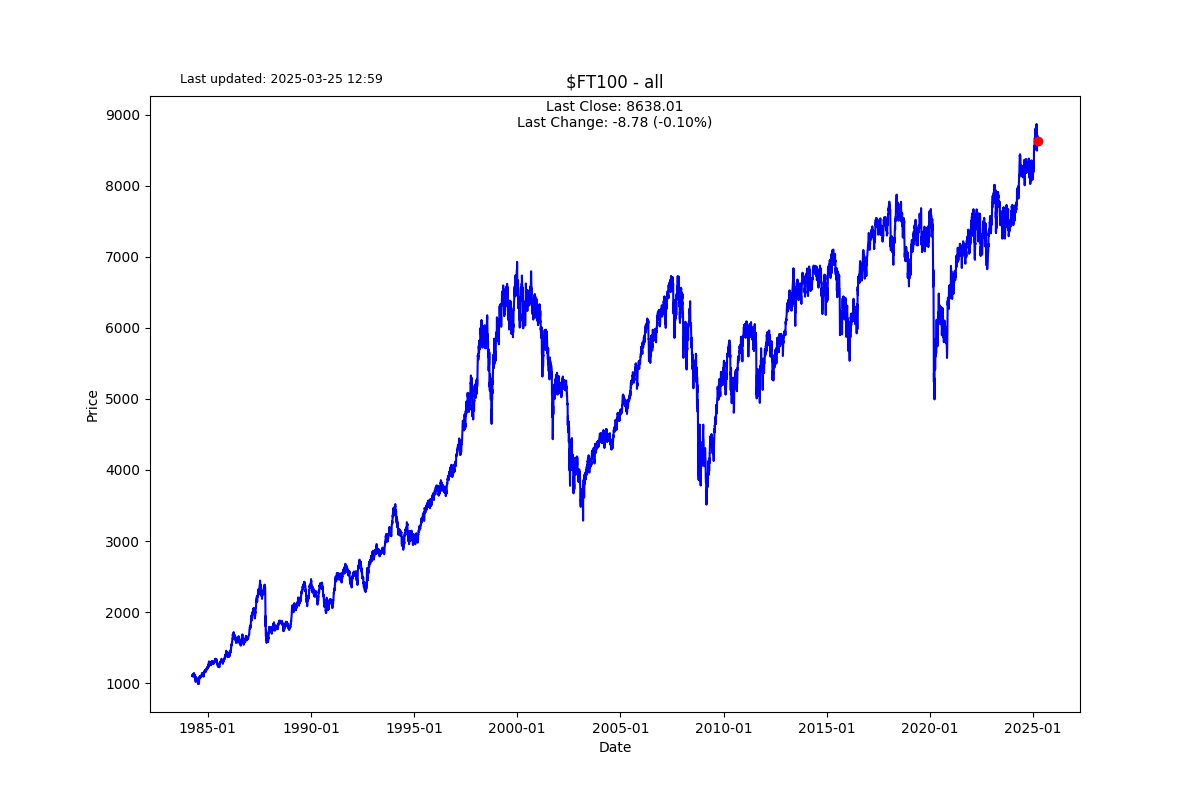 Last updated: 2025-03-25 12:59
$FT100 - all
Last Close: 8638.01
Last Change: -8.78 (-0.10%)
Price
9000
8000
7000
6000
5000
4000
3000
2000
1000
1985-01 1990-01 1995-01 2000-01 2005-01 2010-01 2015-01 2020-01 2025-01
Date